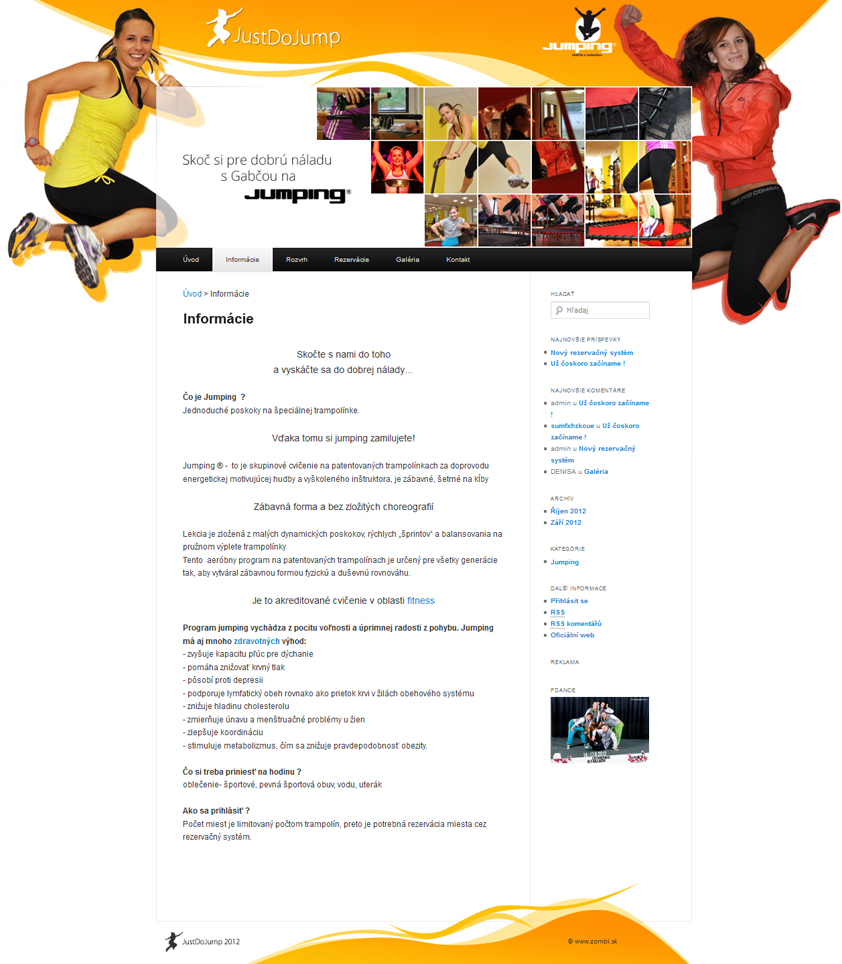 JustDoJump
Jumping®
Skoč si pre dobrú náladu
s Gabčou na
Jumping®
Úvod
Informácie
Rozvrh
Rezervácie
Galéria
Kontakt
Úvod > Informácie
Informácie
Skočte s nami do toho
a vyskáčte sa do dobrej nálady…
Čo je Jumping ?
Jednoduché poskoky na špeciálnej trampolínke.
Vďaka tomu si jumping zamilujete!
Jumping ® - to je skupinové cvičenie na patentovaných trampolínkach za doprovodu
energetickej motivujúcej hudby a vyškoleného inštruktora, je zábavné, šetrné na kĺby
Zábavná forma a bez zložitých choreografií
Lekcia je zložená z malých dynamických poskokov, rýchlych „šprintov“ a balansovania na
pružnom výplete trampolínky
Tento aeróbny program na patentovaných trampolínach je určený pre všetky generácie
tak, aby vytváral zábavnou formou fyzickú a duševnú rovnováhu.
Je to akreditované cvičenie v oblasti fitness
Program jumping vychádza z pocitu voľnosti a úprimnej radosti z pohybu. Jumping
má aj mnoho zdravotných výhod:
- zvyšuje kapacitu pľúc pre dýchanie
- pomáha znižovať krvný tlak
- pôsobí proti depresii
- podporuje lymfatický obeh rovnako ako prietok krvi v žilách obehového systému
- znižuje hladinu cholesterolu
- zmierňuje únavu a menštruačné problémy u žien
- zlepšuje koordináciu
- stimuluje metabolizmus, čím sa znižuje pravdepodobnosť obezity.
Čo si treba priniesť na hodinu ?
oblečenie- športové, pevná športová obuv, vodu, uterák
Ako sa prihlásiť ?
Počet miest je limitovaný počtom trampolín, preto je potrebná rezervácia miesta cez
rezervačný systém.
HĽADAŤ
Hľadaj
NAJNOVŠIE PRÍSPEVKY
Nový rezervačný systém
Už čoskoro začíname !
NAJNOVŠIE KOMENTÁRE
admin u Už čoskoro začíname
!
sumfxhzkcue u Už čoskoro
začíname !
admin u Nový rezervačný
systém
DENISA u Galéria
ARCHIV
Říjen 2012
Září 2012
KATEGÓRIE
Jumping
DALŠÍ INFORMACE
Přihlásit se
RSS
RSS komentářů
Oficiální web
REKLAMA
FDANCE
JustDoJump 2012
© www.zombi.sk